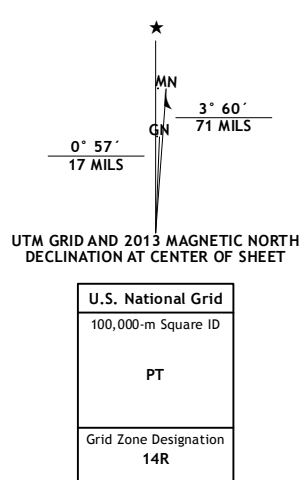 ★
MN
3° 60´
71 MILS
GN
0° 57´
17 MILS
UTM GRID AND 2013 MAGNETIC NORTH
DECLINATION AT CENTER OF SHEET
U.S. National Grid
100,000-m Square ID
PT
Grid Zone Designation
14R